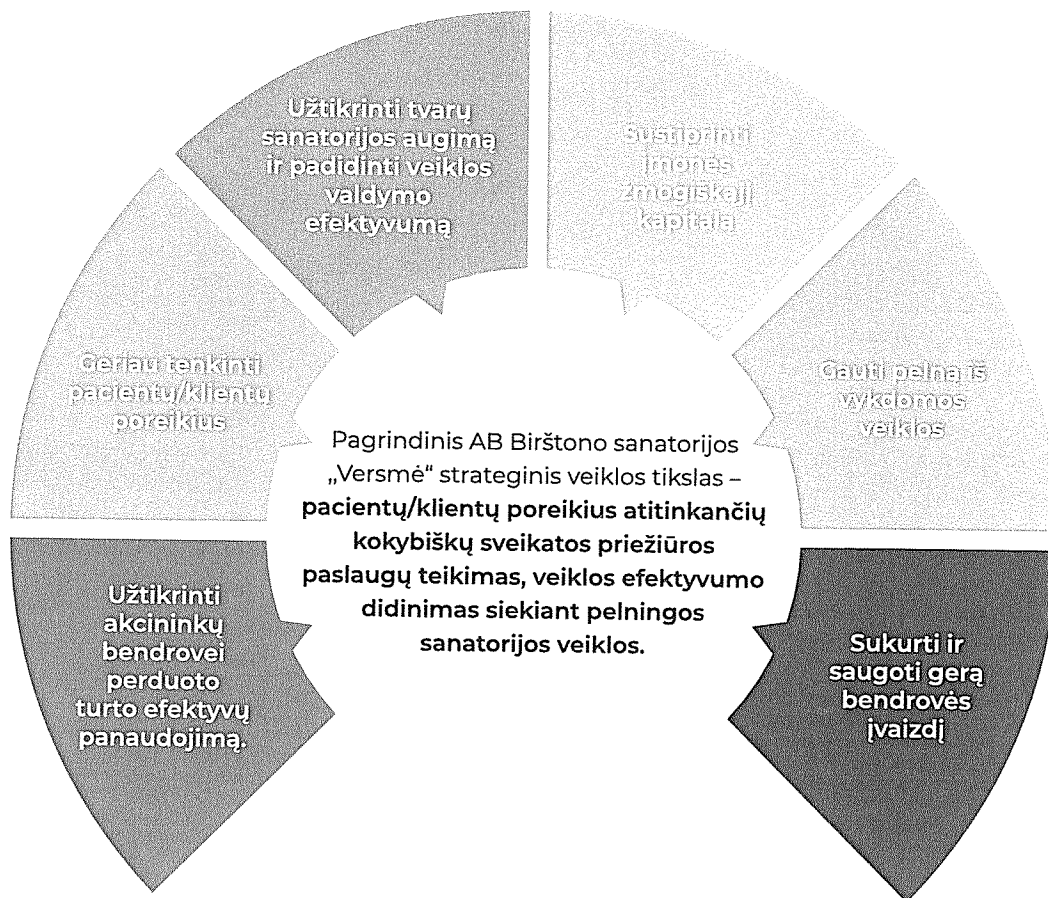 Užtikrinti tvarų
sanatorijos augimą
ir padidinti veiklos
valdymo
efektyvumą
Sustiprinti
įmonės
žmogiškąjį
kapitalą
Geriau tenkinti
pacientų/klientų
poreikius
Gauti pelną iš
vykdomos
veiklos
Pagrindinis AB Birštono sanatorijos
„Versmė“ strateginis veiklos tikslas –
pacientų/klientų poreikius atitinkančių
kokybiškų sveikatos priežiūros
paslaugų teikimas, veiklos efektyvumo
didinimas siekiant pelningos
sanatorijos veiklos.
Užtikrinti
akcininkų
bendrovei
perduoto
turto efektyvų
panaudojimą.
Sukurti ir
saugoti gerą
bendrovės
įvaizdį